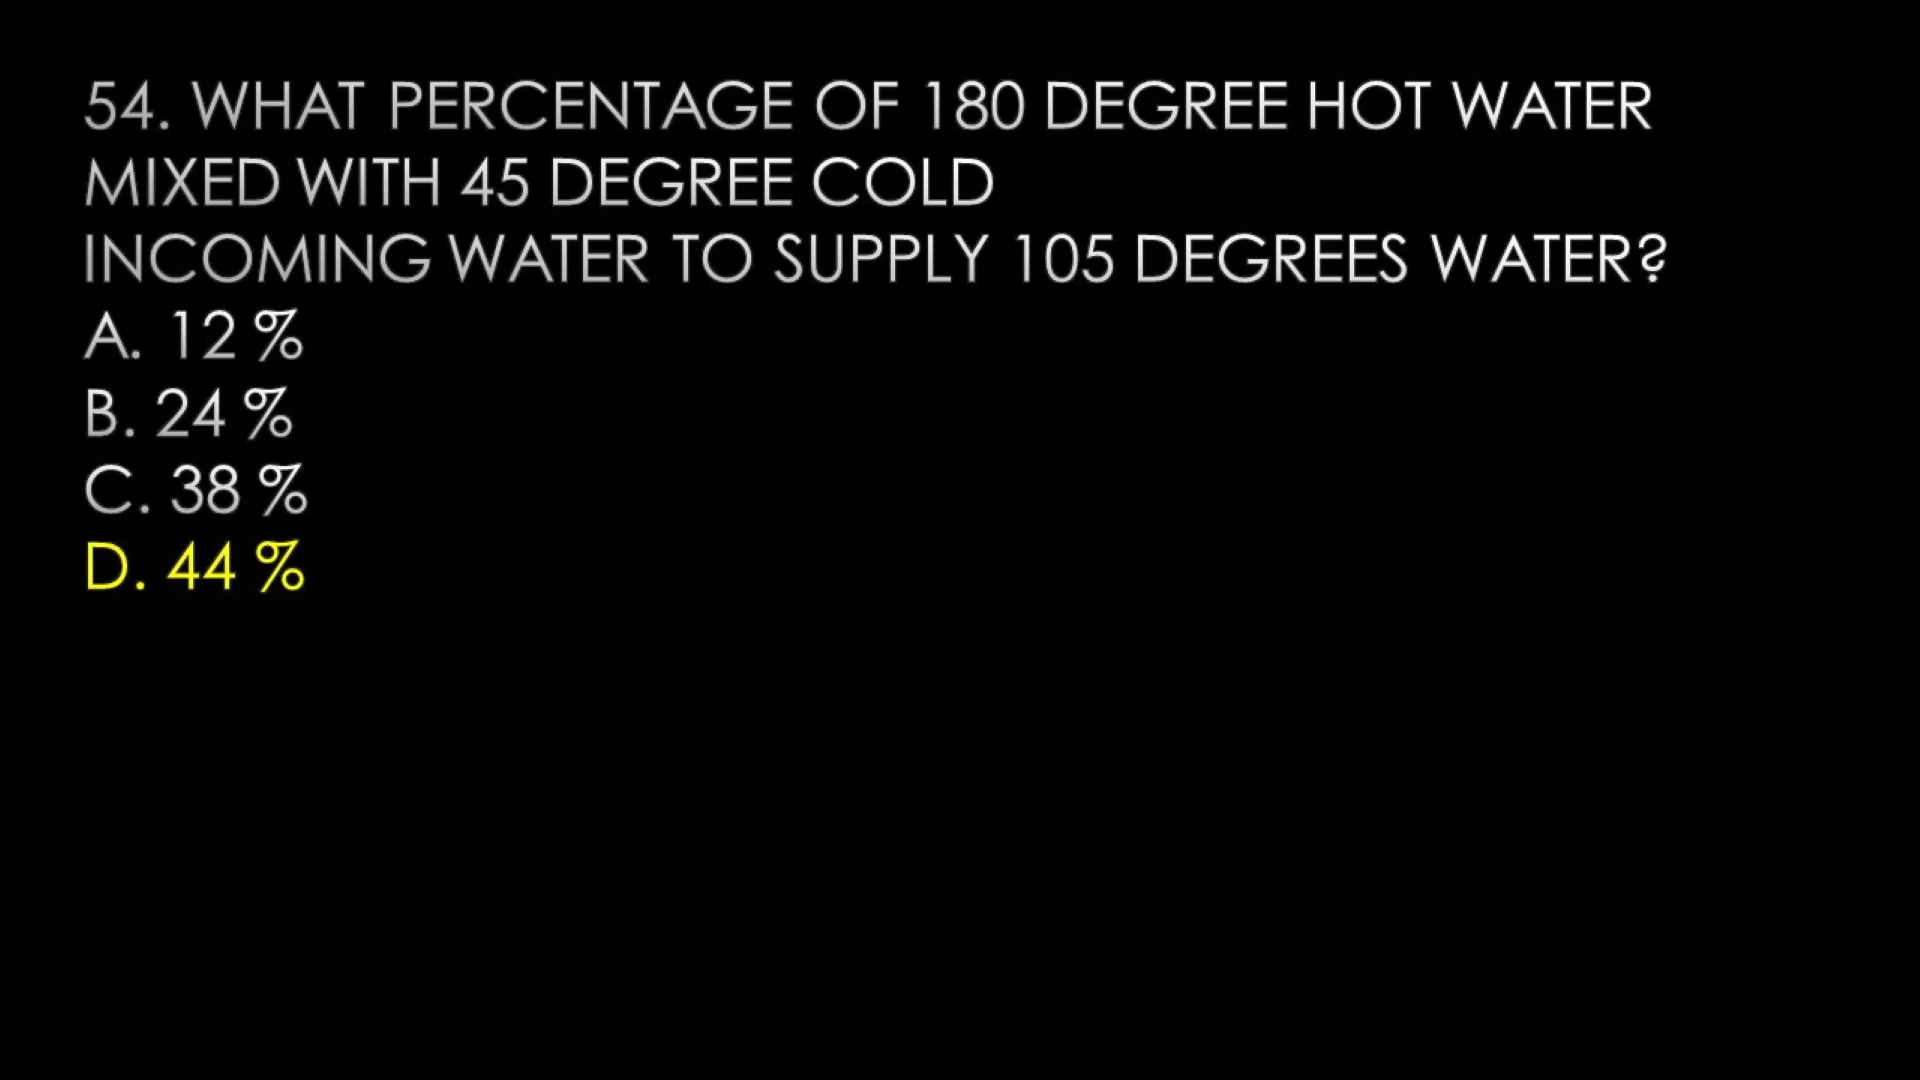 54. WHAT PERCENTAGE OF 180 DEGREE HOT WATER
MIXED WITH 45 DEGREE COLD
INCOMING WATER TO SUPPLY 105 DEGREES WATER?
A. 12 %
B. 24 %
C. 38 %
D. 44 %